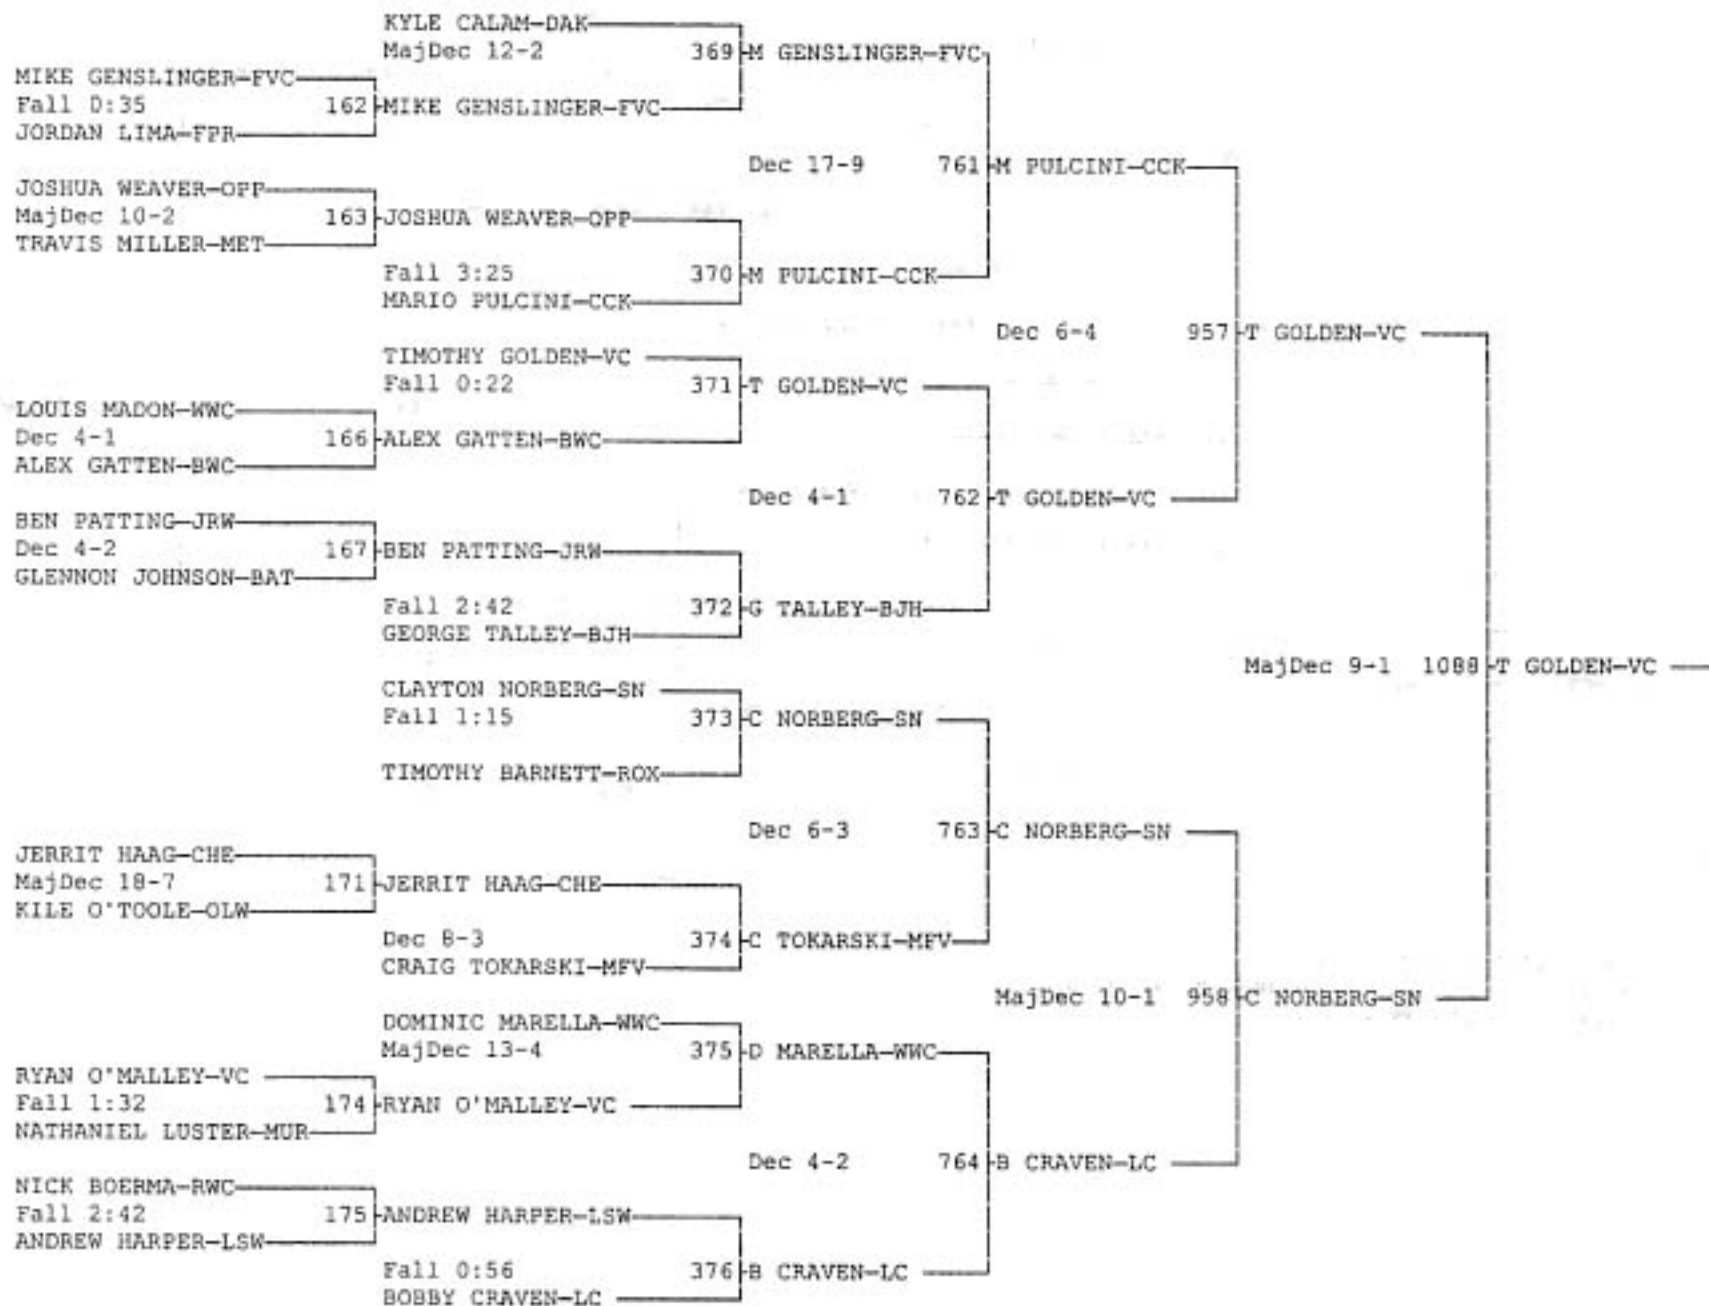 KYLE CALAM-DAK
MajDec 12-2 369 M GENSLINGER-FVC
MIKE GENSLINGER-FVC
Fall 0:35 162 MIKE GENSLINGER-FVC
JORDAN LIMA-FPR
Dec 17-9 761 M PULCINI-CCK
JOSHUA WEAVER-OPP
MajDec 10-2 163 JOSHUA WEAVER-OPP
TRAVIS MILLER-MET
Fall 3:25 370 M PULCINI-CCK
MARIO PULCINI-CCK
Dec 6-4 957 T GOLDEN-VC
TIMOTHY GOLDEN-VC
Fall 0:22 371 T GOLDEN-VC
LOUIS MADON-WWC
Dec 4-1 166 ALEX GATTEN-BWC
ALEX GATTEN-BWC
Dec 4-1 762 T GOLDEN-VC
BEN PATTING-JRW
Dec 4-2 167 BEN PATTING-JRW
GLENNON JOHNSON-BAT
Fall 2:42 372 G TALLEY-BJH
GEORGE TALLEY-BJH
MajDec 9-1 1088 T GOLDEN-VC
CLAYTON NORBERG-SN
Fall 1:15 373 C NORBERG-SN
TIMOTHY BARNETT-ROX
Dec 6-3 763 C NORBERG-SN
JERRIT HAAG-CHE
MajDec 18-7 171 JERRIT HAAG-CHE
KILE O'TOOLE-OLW
Dec 8-3 374 C TOKARSKI-MFV
CRAIG TOKARSKI-MFV
MajDec 10-1 958 C NORBERG-SN
DOMINIC MARELLA-WWC
MajDec 13-4 375 D MARELLA-WWC
RYAN O'MALLEY-VC
Fall 1:32 174 RYAN O'MALLEY-VC
NATHANIEL LUSTER-MUR
Dec 4-2 764 B CRAVEN-LC
NICK BOERMA-RWC
Fall 2:42 175 ANDREW HARPER-LSW
ANDREW HARPER-LSW
Fall 0:56 376 B CRAVEN-LC
BOBBY CRAVEN-LC